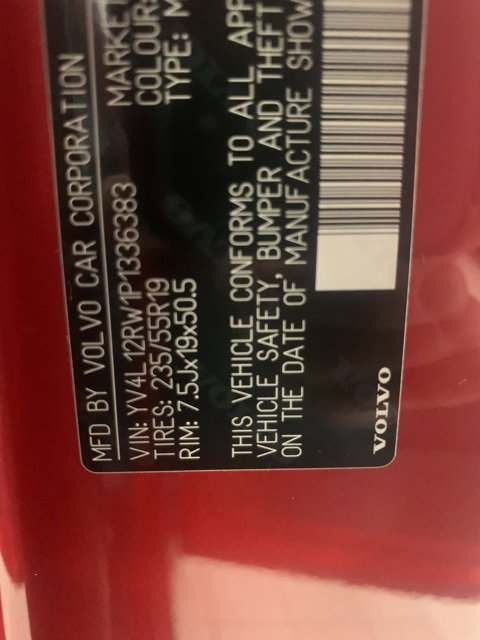 MFD BY VOLVO CAR CORPORATION
VIN: YV4L12RW1P1336383
TIRES: 235/55R19
RIM: 7.5Jx19x50.5
MARKET
COLOUR:
TYPE: M
THIS VEHICLE CONFORMS TO ALL APP
VEHICLE SAFETY, BUMPER AND THEFT
ON THE DATE OF MANUFACTURE SHOW
VOLVO